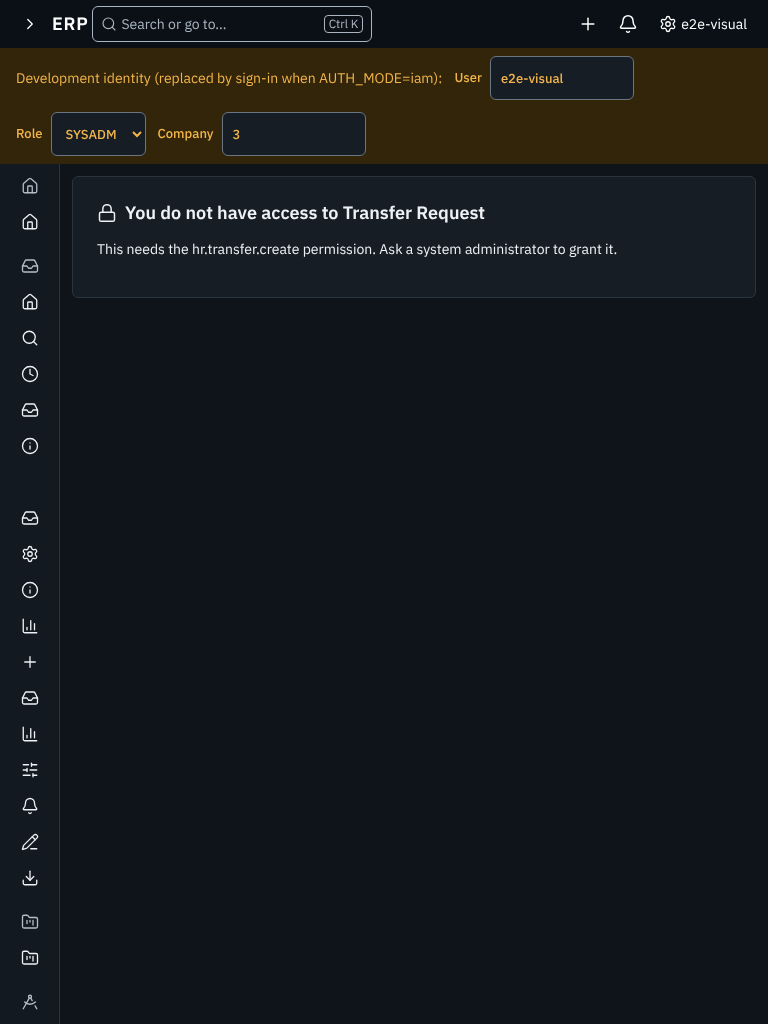 ERP
Search or go to...
Ctrl K
e2e-visual
Development identity (replaced by sign-in when AUTH_MODE=iam):
User
e2e-visual
Role
SYSADM
Company
3
You do not have access to Transfer Request
This needs the hr.transfer.create permission. Ask a system administrator to grant it.